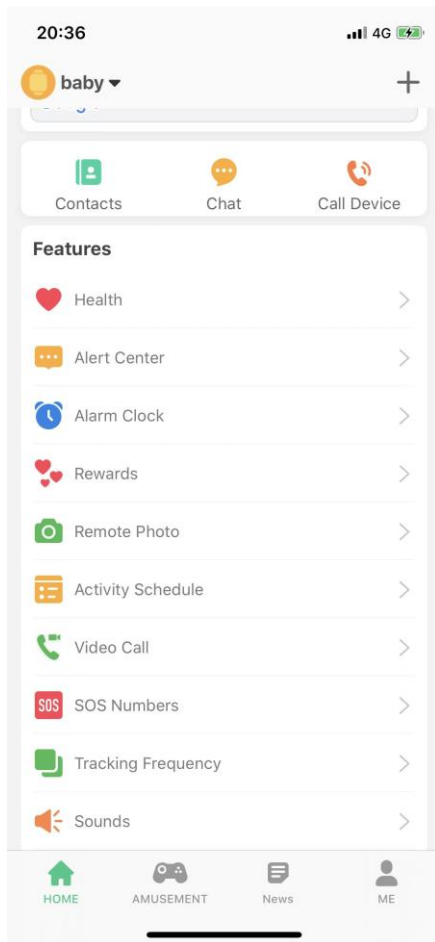 20:36
4G
baby
Contacts Chat Call Device
Features
Health
Alert Center
Alarm Clock
Rewards
Remote Photo
Activity Schedule
Video Call
SOS SOS Numbers
Tracking Frequency
Sounds
HOME AMUSEMENT News ME